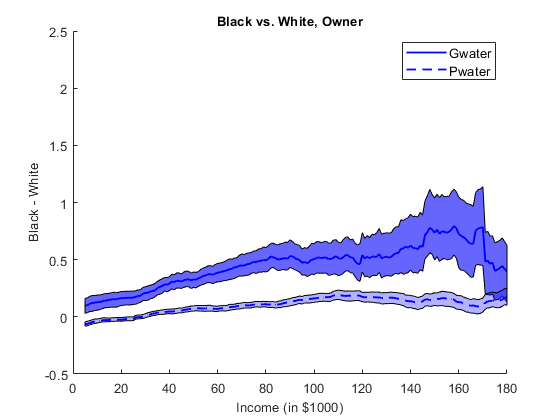 Black vs. White, Owner
Gwater
Pwater
Black - White
2.5
2
1.5
1
0.5
0
-0.5
0 20 40 60 80 100 120 140 160 180
Income (in $1000)